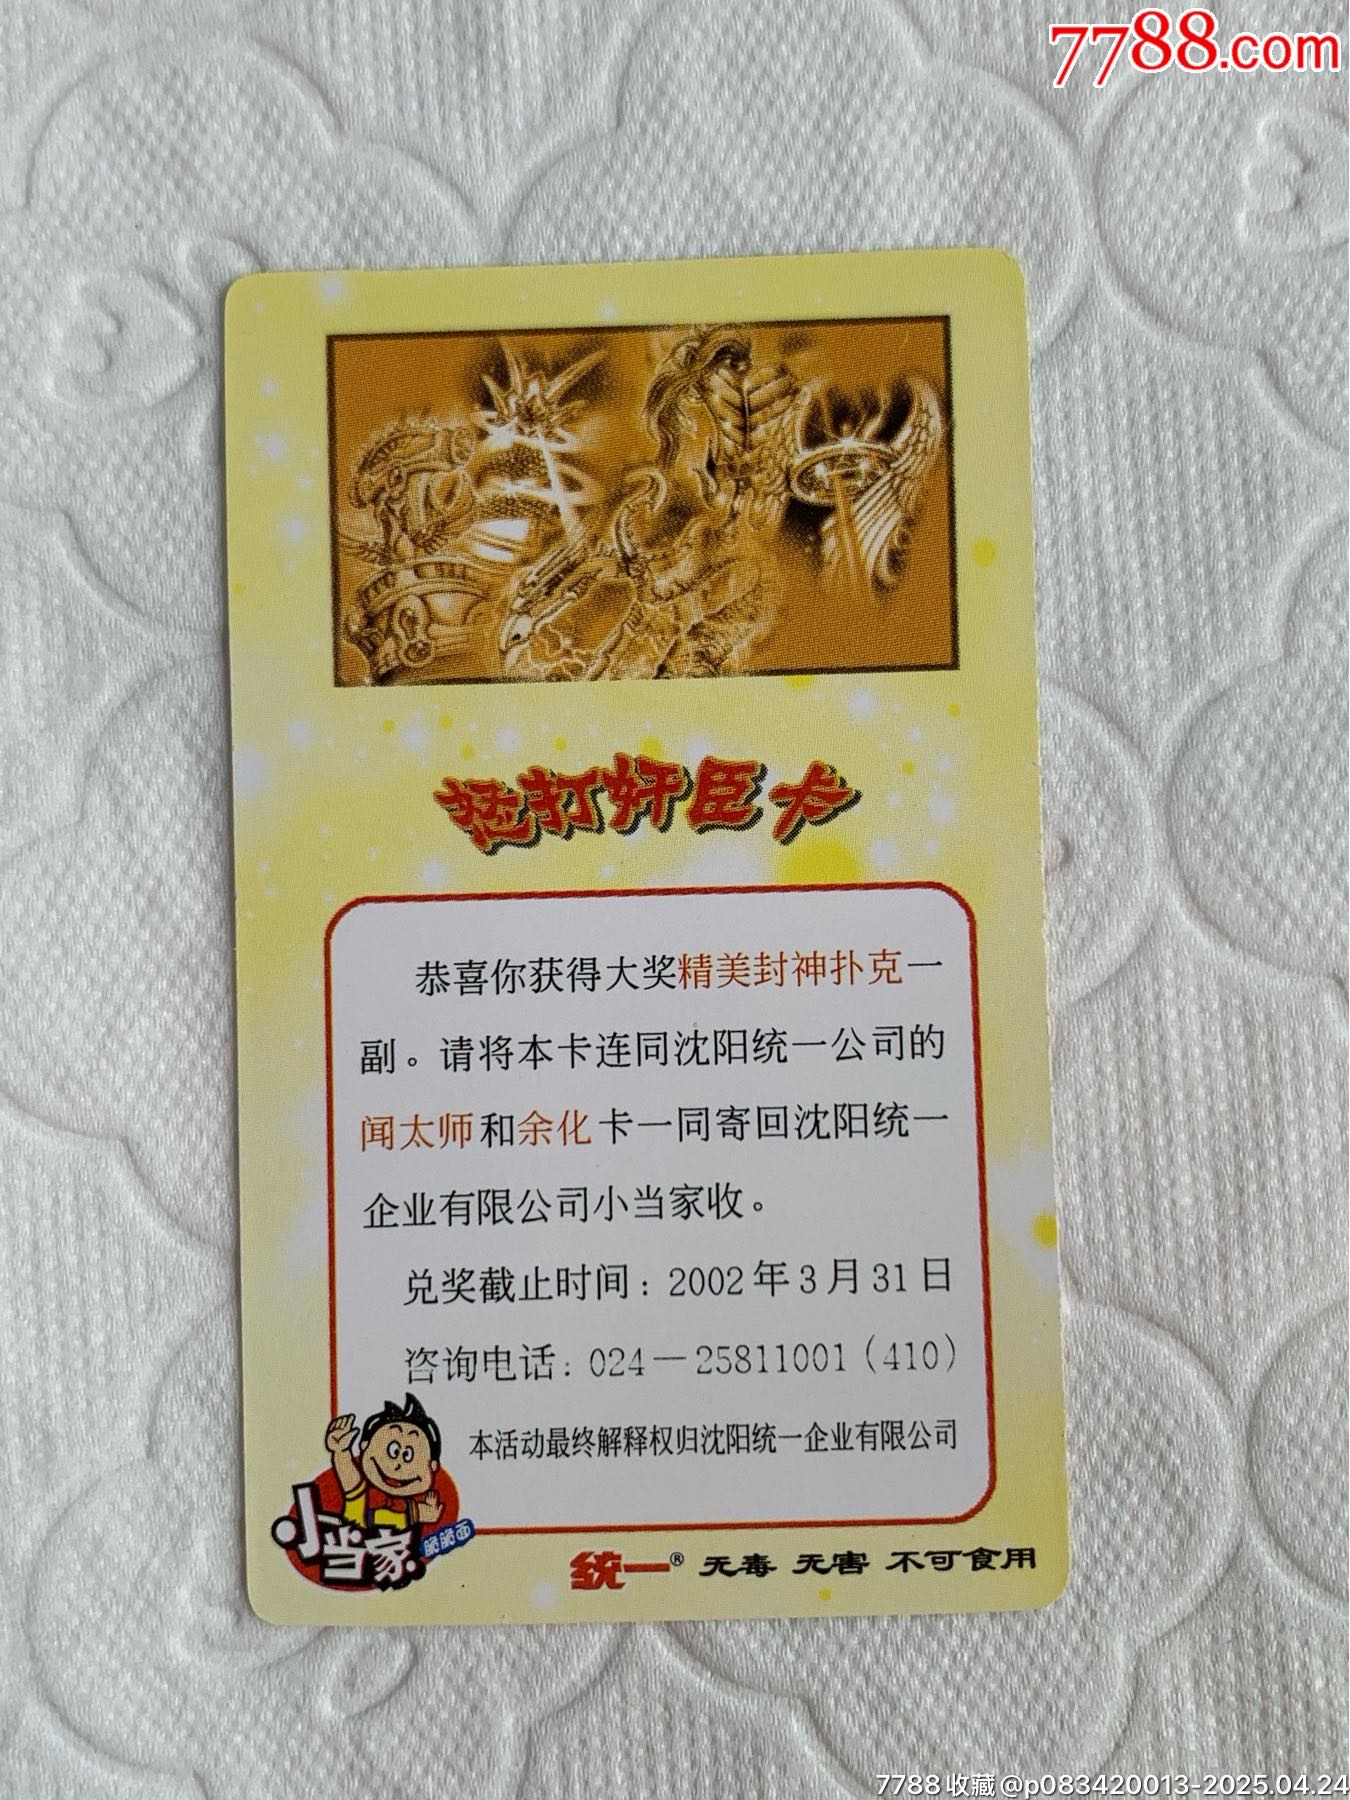 7788.com
惩打奸臣卡
恭喜你获得大奖精美封神扑克一
副。请将本卡连同沈阳统一公司的
闻太师和余化卡一同寄回沈阳统一
企业有限公司小当家收。
兑奖截止时间：2002年3月31日
咨询电话：024－25811001（410）
本活动最终解释权归沈阳统一企业有限公司
小当家
脆脆面
统一® 无毒 无害 不可食用
7788收藏@p083420013-2025.04.24